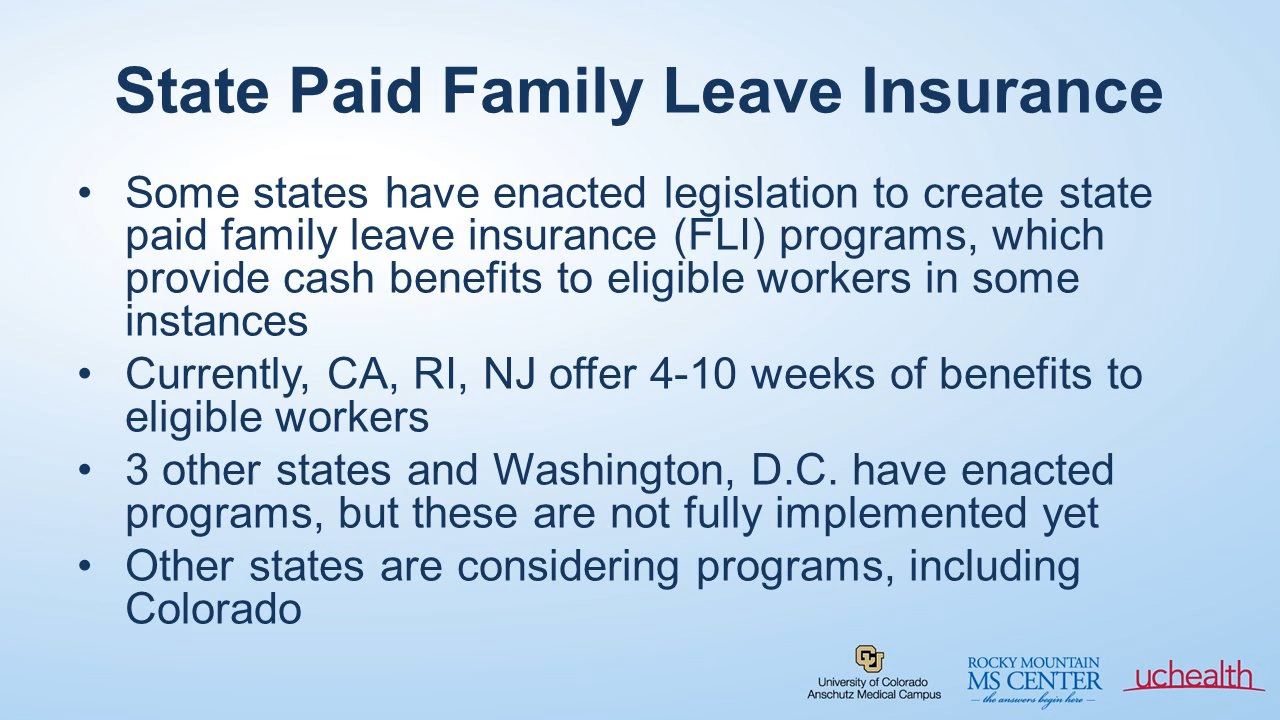 State Paid Family Leave Insurance
• Some states have enacted legislation to create state
paid family leave insurance (FLI) programs, which
provide cash benefits to eligible workers in some
instances
• Currently, CA, RI, NJ offer 4-10 weeks of benefits to
eligible workers
• 3 other states and Washington, D.C. have enacted
programs, but these are not fully implemented yet
• Other states are considering programs, including
Colorado
CU
University of Colorado
Anschutz Medical Campus
ROCKY MOUNTAIN
MS CENTER
— the answers begin here —
uchealth